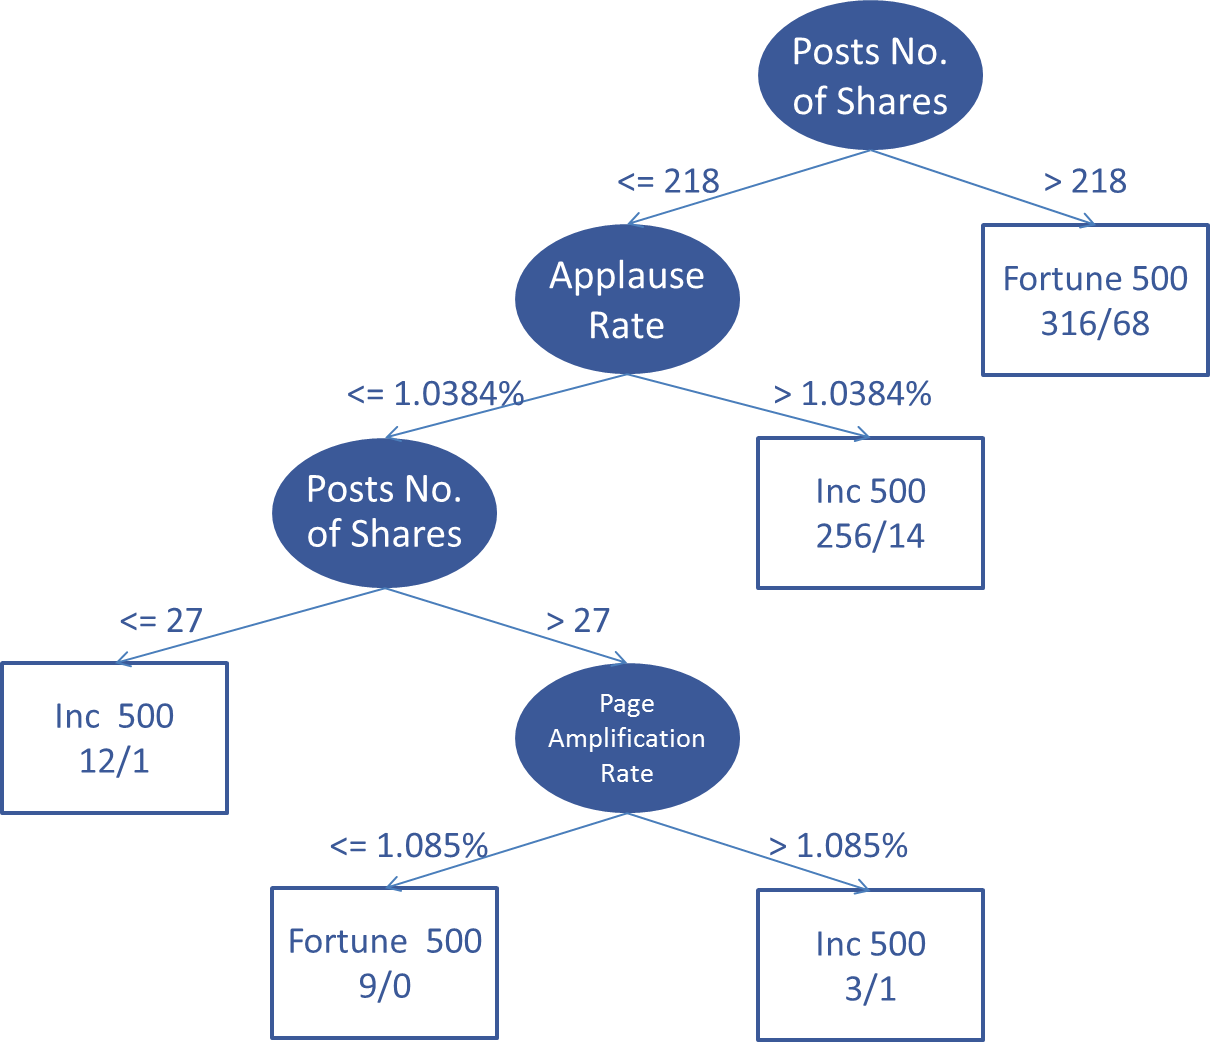 Posts No.
of Shares
<= 218
> 218
Applause
Rate
Fortune 500
316/68
<= 1.0384%
> 1.0384%
Posts No.
of Shares
Inc 500
256/14
<= 27
> 27
Inc  500
12/1
Page
Amplification
Rate
<= 1.085%
> 1.085%
Fortune  500
9/0
Inc 500
3/1